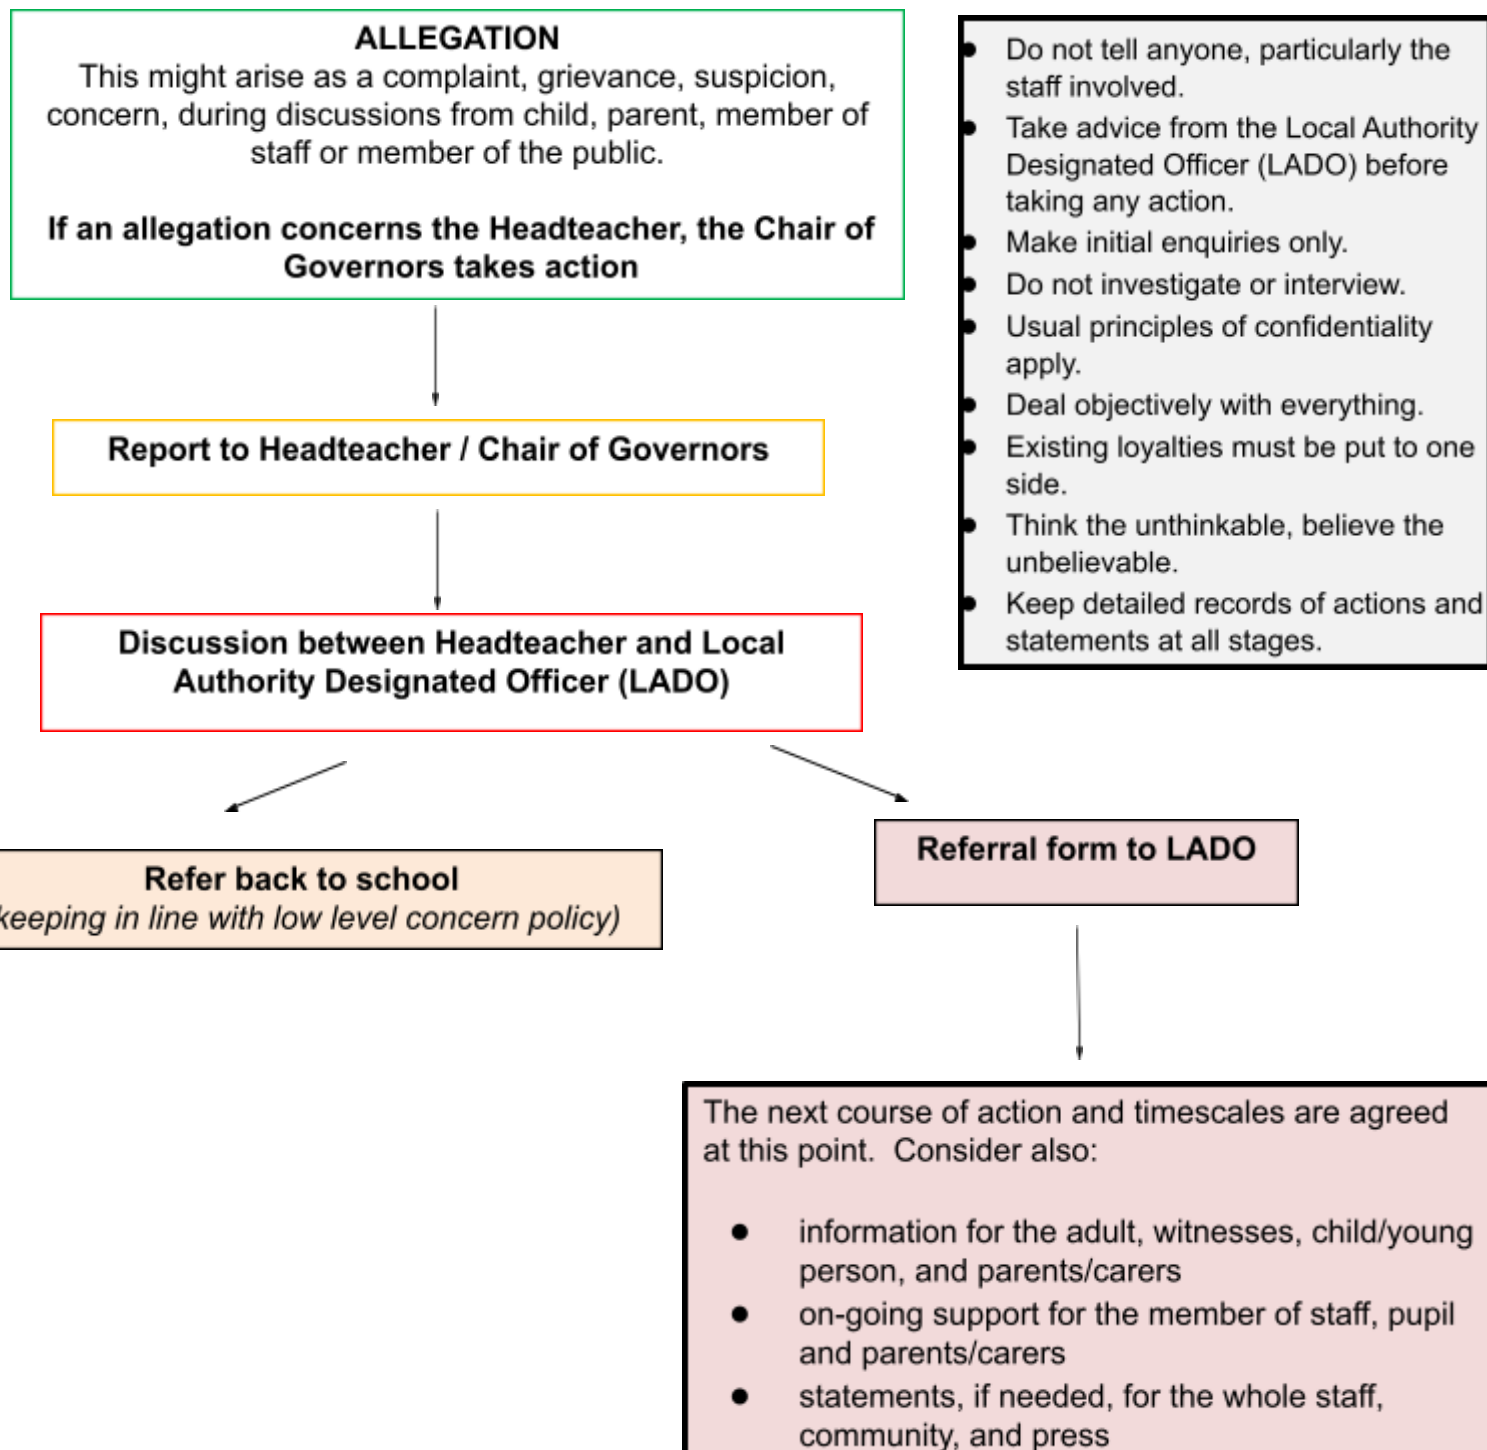 ALLEGATION
This might arise as a complaint, grievance, suspicion,
concern, during discussions from child, parent, member of
staff or member of the public.
If an allegation concerns the Headteacher, the Chair of
Governors takes action
Report to Headteacher / Chair of Governors
Discussion between Headteacher and Local
Authority Designated Officer (LADO)
Refer back to school
keeping in line with low level concern policy)
Referral form to LADO
The next course of action and timescales are agreed
at this point.  Consider also:
● information for the adult, witnesses, child/young
person, and parents/carers
● on-going support for the member of staff, pupil
and parents/carers
● statements, if needed, for the whole staff,
community, and press
● Do not tell anyone, particularly the
staff involved.
● Take advice from the Local Authority
Designated Officer (LADO) before
taking any action.
● Make initial enquiries only.
● Do not investigate or interview.
● Usual principles of confidentiality
apply.
● Deal objectively with everything.
● Existing loyalties must be put to one
side.
● Think the unthinkable, believe the
unbelievable.
● Keep detailed records of actions and
statements at all stages.